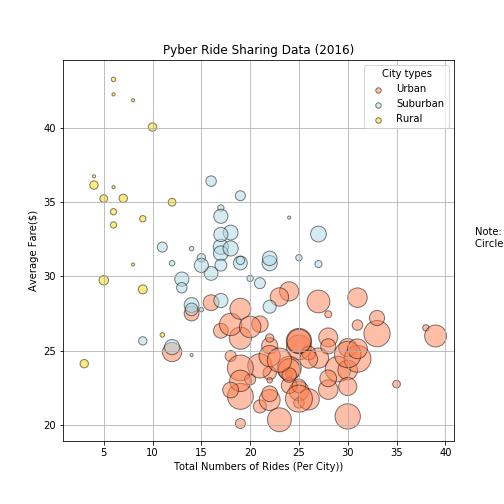 Pyber Ride Sharing Data (2016)
City types
Urban
Suburban
Rural
40
35
30
25
20
Average Fare($)
Note:
Circle
5
10
15
20
25
30
35
40
Total Numbers of Rides (Per City))